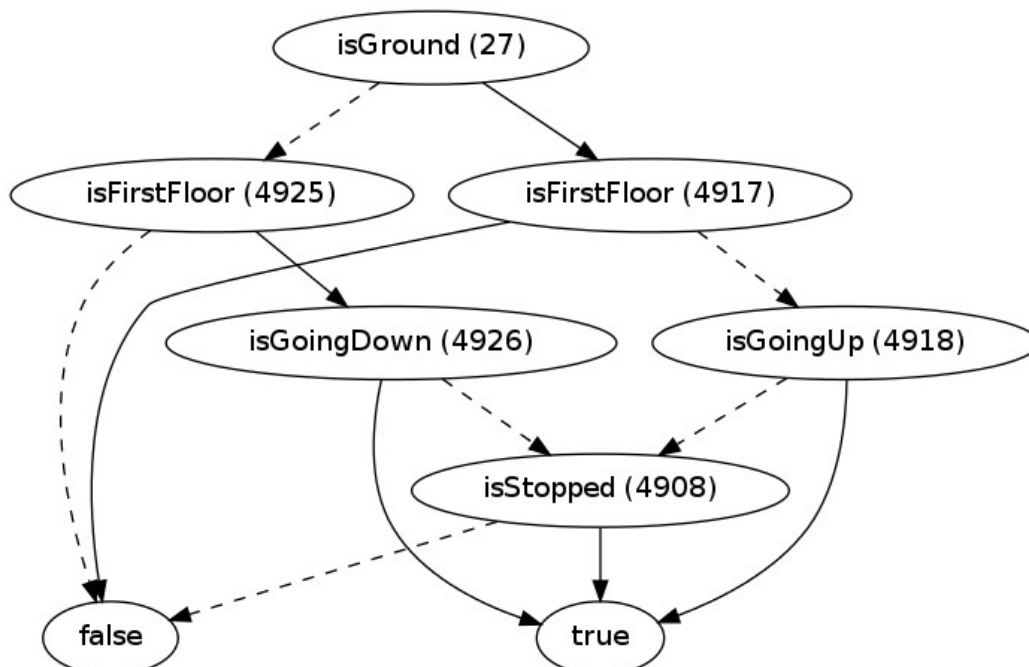 isGround (27)
isFirstFloor (4925)
isFirstFloor (4917)
isGoingDown (4926)
isGoingUp (4918)
isStopped (4908)
false
true